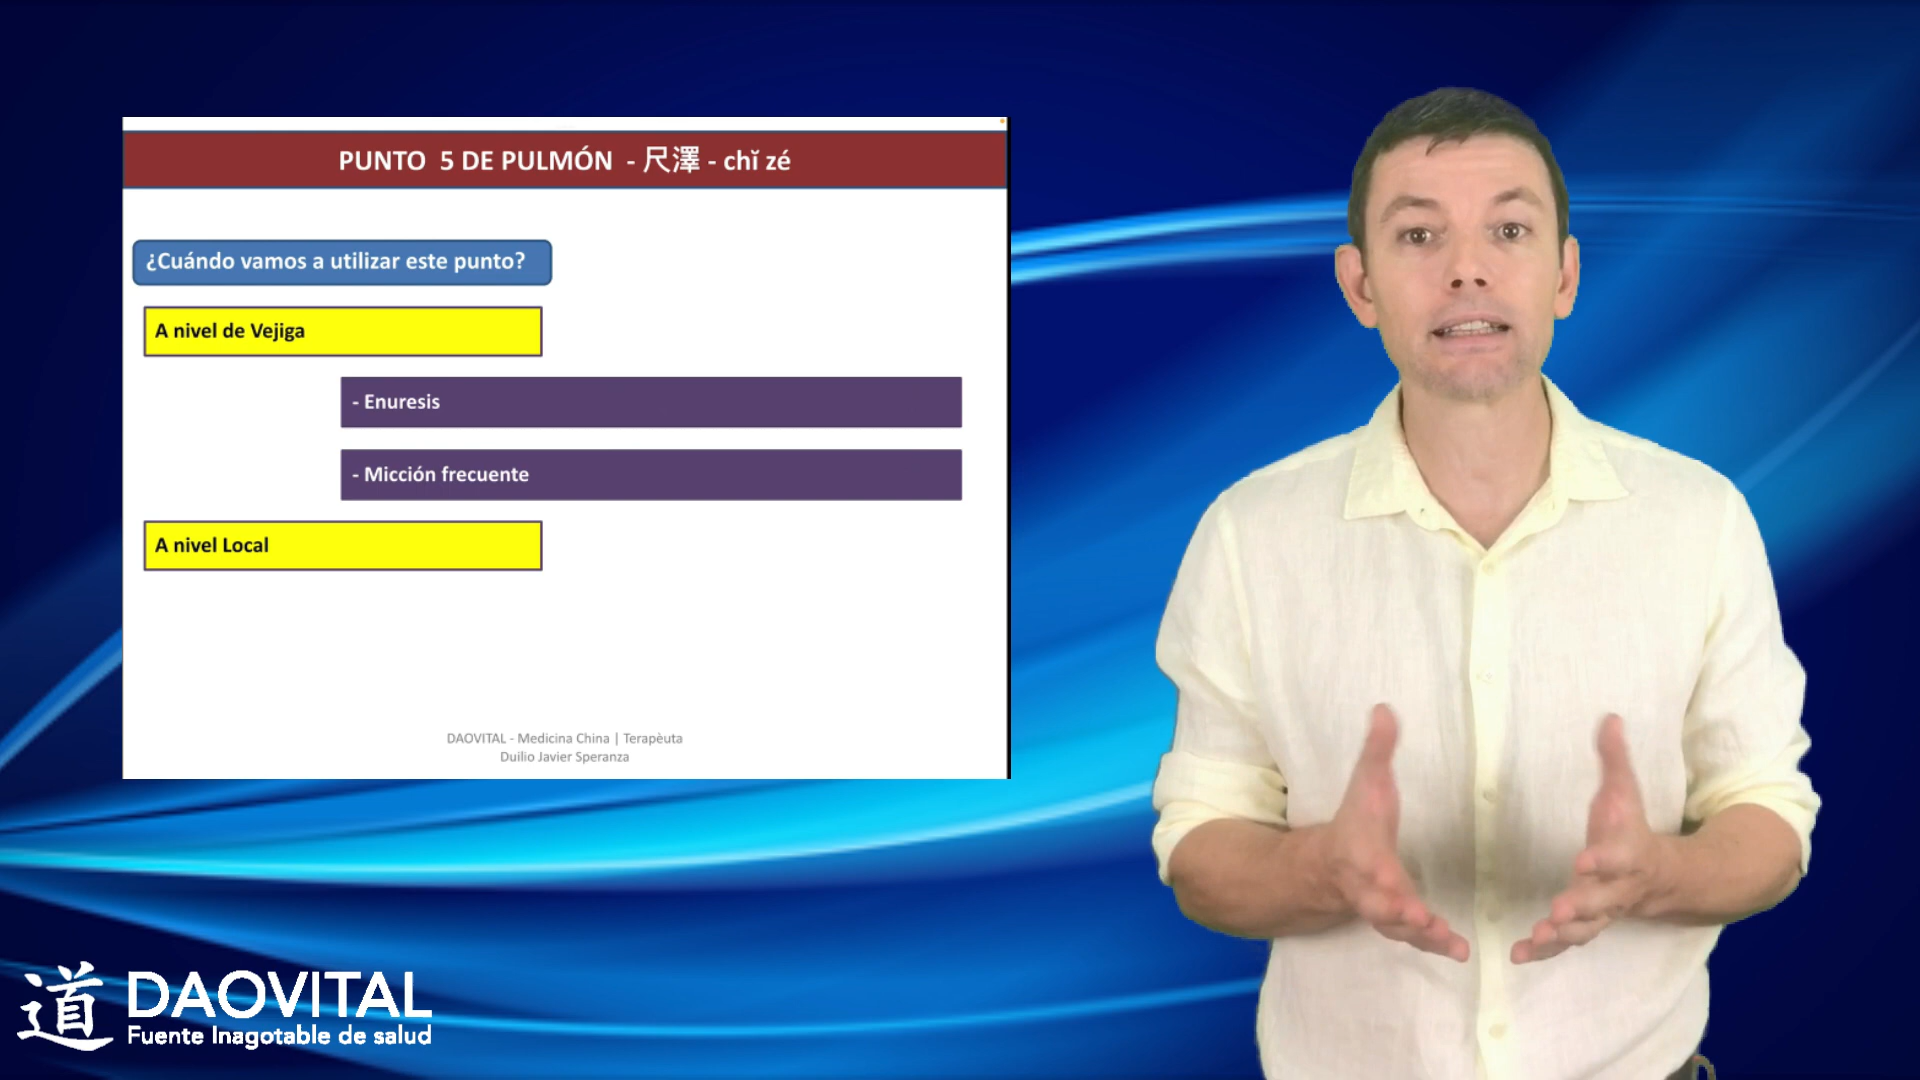 PUNTO 5 DE PULMÓN - 尺澤 - chǐ zé
¿Cuándo vamos a utilizar este punto?
A nivel de Vejiga
- Enuresis
- Micción frecuente
A nivel Local
DAOVITAL - Medicina China | Terapèuta
Duilio Javier Speranza
道 DAOVITAL
Fuente Inagotable de salud